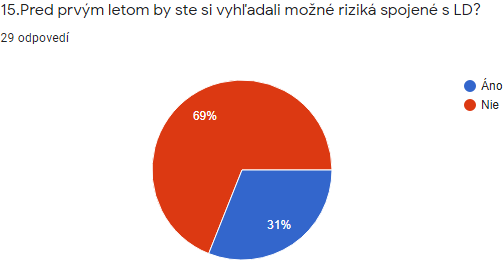 15.Pred prvým letom by ste si vyhľadali možné riziká spojené s LD?
29 odpovedí
Áno
Nie
69%
31%